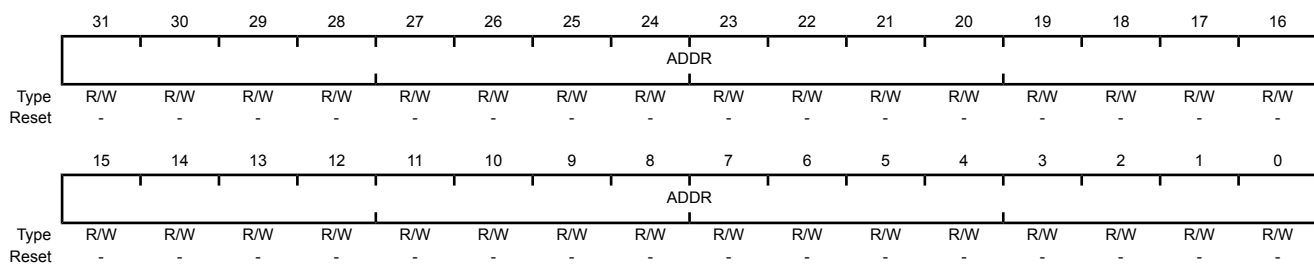 31 30 29 28 27 26 25 24 23 22 21 20 19 18 17 16
ADDR
Type R/W R/W R/W R/W R/W R/W R/W R/W R/W R/W R/W R/W R/W R/W R/W R/W
Reset - - - - - - - - - - - - - - - -
15 14 13 12 11 10 9 8 7 6 5 4 3 2 1 0
ADDR
Type R/W R/W R/W R/W R/W R/W R/W R/W R/W R/W R/W R/W R/W R/W R/W R/W
Reset - - - - - - - - - - - - - - - -